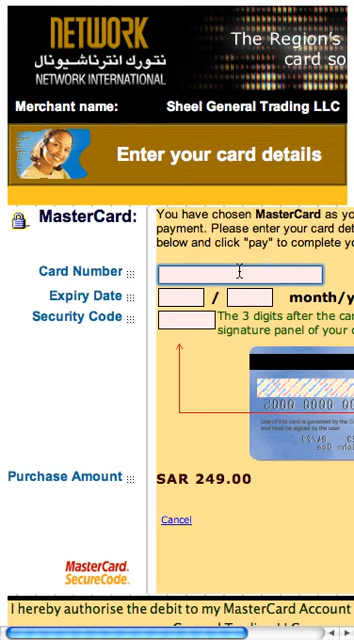 NETWORK
نتورك انترناشيونال
NETWORK INTERNATIONAL
The Region's
card so
Merchant name: Sheel General Trading LLC
Enter your card details
MasterCard:
You have chosen MasterCard as yo
payment. Please enter your card det
below and click "pay" to complete yo
Card Number
Expiry Date / month/y
Security Code
The 3 digits after the car
signature panel of your c
Purchase Amount SAR 249.00
Cancel
MasterCard.
SecureCode.
I hereby authorise the debit to my MasterCard Account